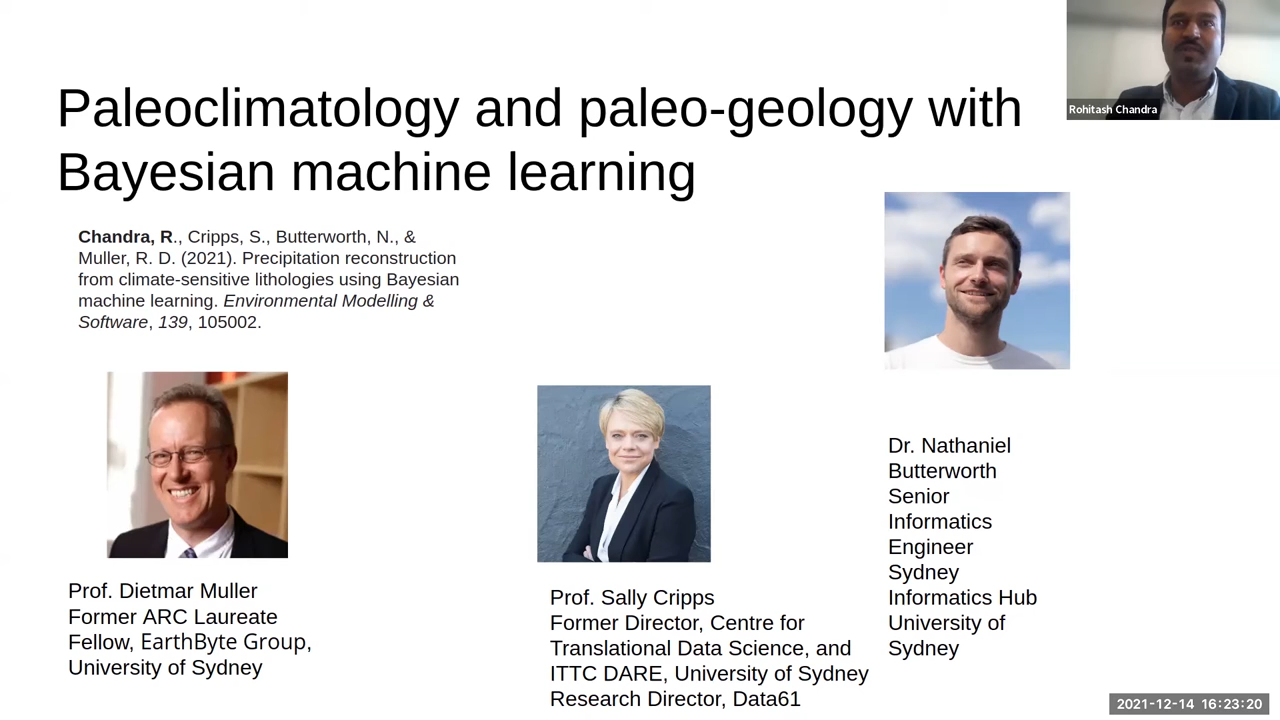 Paleoclimatology and paleo-geology with
Bayesian machine learning
Rohitash Chandra
Chandra, R., Cripps, S., Butterworth, N., &
Muller, R. D. (2021). Precipitation reconstruction
from climate-sensitive lithologies using Bayesian
machine learning. Environmental Modelling &
Software, 139, 105002.
Prof. Dietmar Muller
Former ARC Laureate
Fellow, EarthByte Group,
University of Sydney
Prof. Sally Cripps
Former Director, Centre for
Translational Data Science, and
ITTC DARE, University of Sydney
Research Director, Data61
Dr. Nathaniel
Butterworth
Senior
Informatics
Engineer
Sydney
Informatics Hub
University of
Sydney
2021-12-14 16:23:20